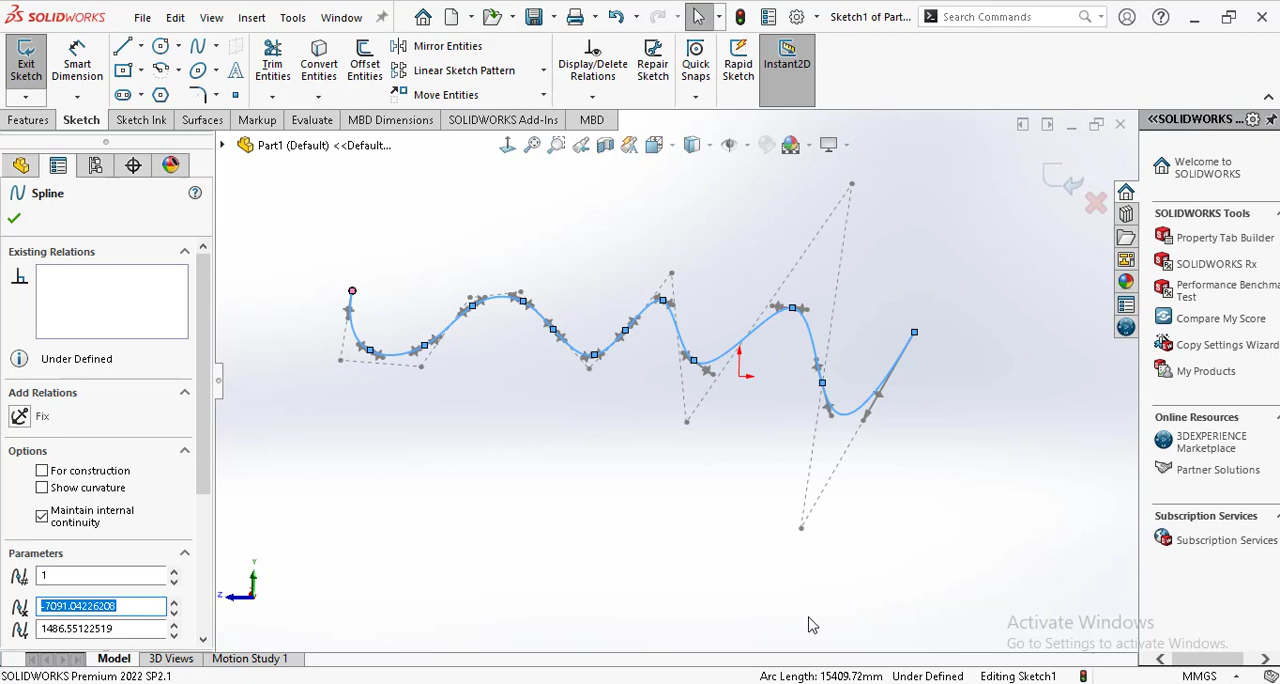 SOLIDWORKS File Edit View Insert Tools Window Sketch1 of Part... Search Commands
Exit Sketch
Smart Dimension
Trim Entities
Convert Entities
Offset Entities
Mirror Entities
Linear Sketch Pattern
Move Entities
Display/Delete Relations
Repair Sketch
Quick Snaps
Rapid Sketch
Instant2D
Features Sketch Sketch Ink Surfaces Markup Evaluate MBD Dimensions SOLIDWORKS Add-Ins MBD
Part1 (Default) <<Default...
Spline
Existing Relations
Under Defined
Add Relations
Fix
Options
For construction
Show curvature
Maintain internal
continuity
Parameters
1
-7091.04226208
1486.55122519
Y
Z
<<SOLIDWORKS ...
Welcome to
SOLIDWORKS
SOLIDWORKS Tools
Property Tab Builder
SOLIDWORKS Rx
Performance Benchma
Test
Compare My Score
Copy Settings Wizard
My Products
Online Resources
3DEXPERIENCE
Marketplace
Partner Solutions
Subscription Services
Subscription Services
Activate Windows
Go to Settings to activate Windows.
Model 3D Views Motion Study 1
SOLIDWORKS Premium 2022 SP2.1 Arc Length: 15409.72mm Under Defined Editing Sketch1 MMGS